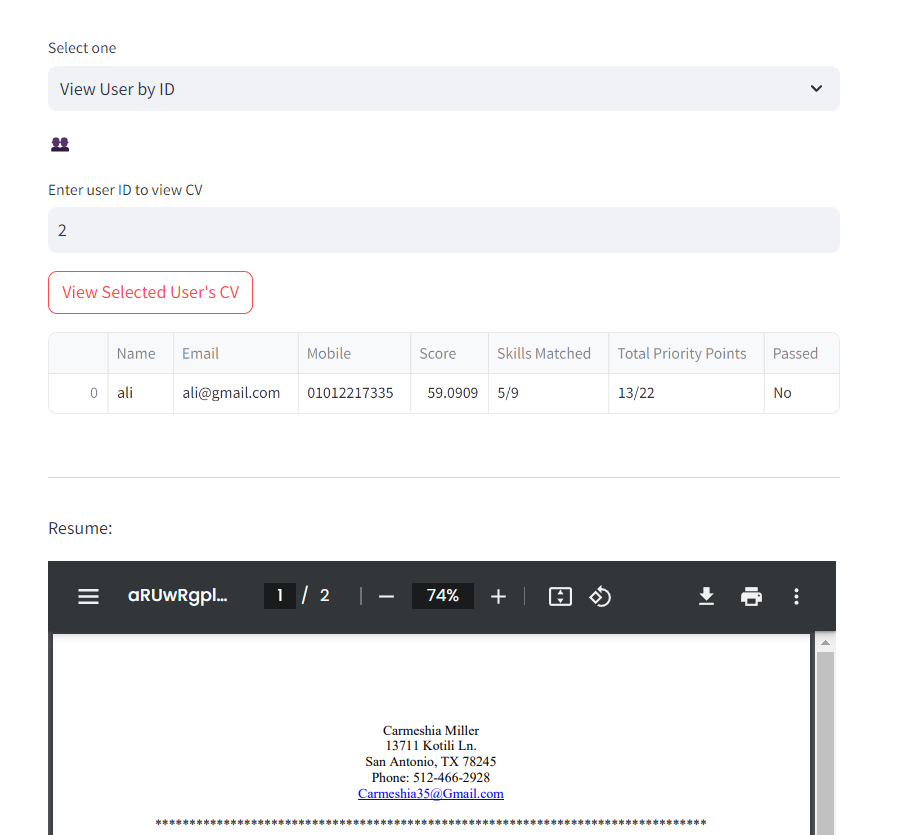 Select one
View User by ID
Enter user ID to view CV
2
View Selected User's CV
Name Email Mobile Score Skills Matched Total Priority Points Passed
0 ali ali@gmail.com 01012217335 59.0909 5/9 13/22 No
Resume:
aRUwRgpl... 1 / 2 74%
Carmeshia Miller
13711 Kotili Ln.
San Antonio, TX 78245
Phone: 512-466-2928
Carmeshia35@Gmail.com
********************************************************************************